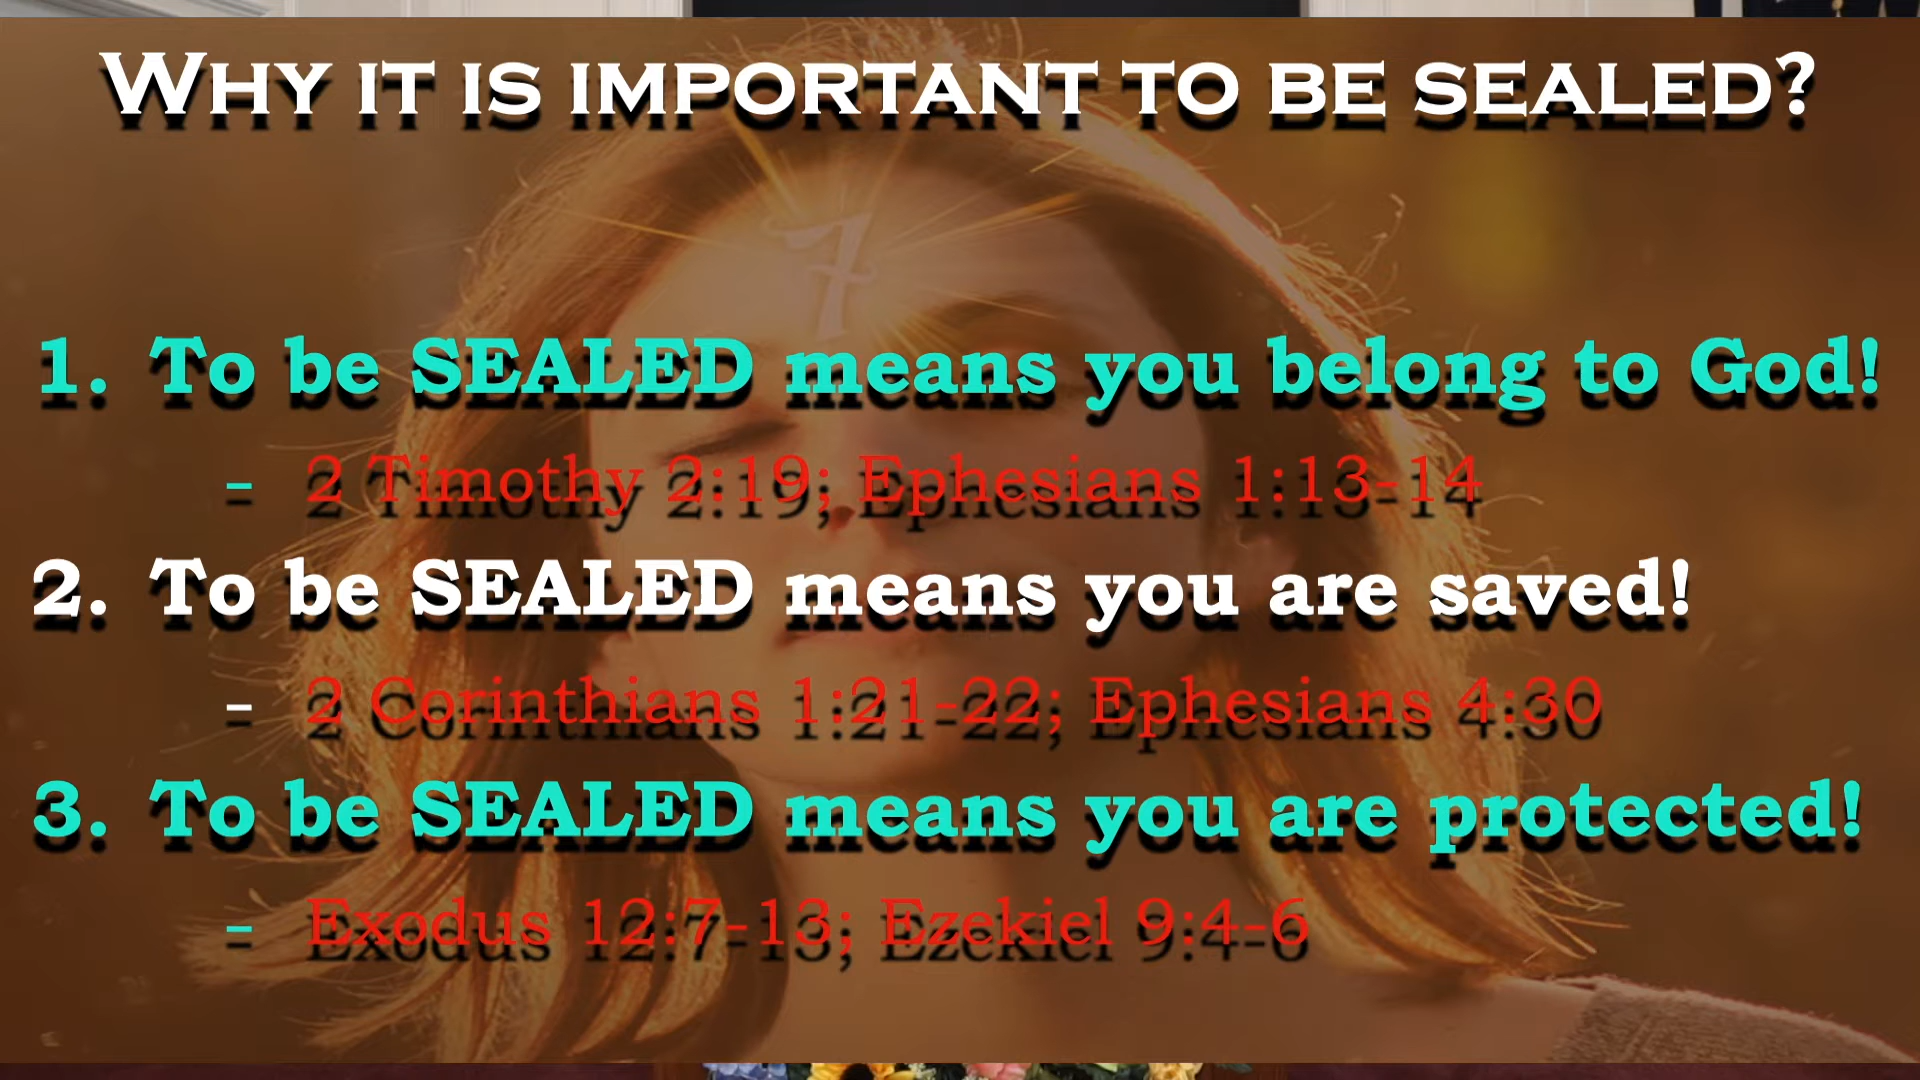 WHY IT IS IMPORTANT TO BE SEALED?
1. To be SEALED means you belong to God!
- 2 Timothy 2:19; Ephesians 1:13-14
2. To be SEALED means you are saved!
- 2 Corinthians 1:21-22; Ephesians 4:30
3. To be SEALED means you are protected!
- Exodus 12:7-13; Ezekiel 9:4-6